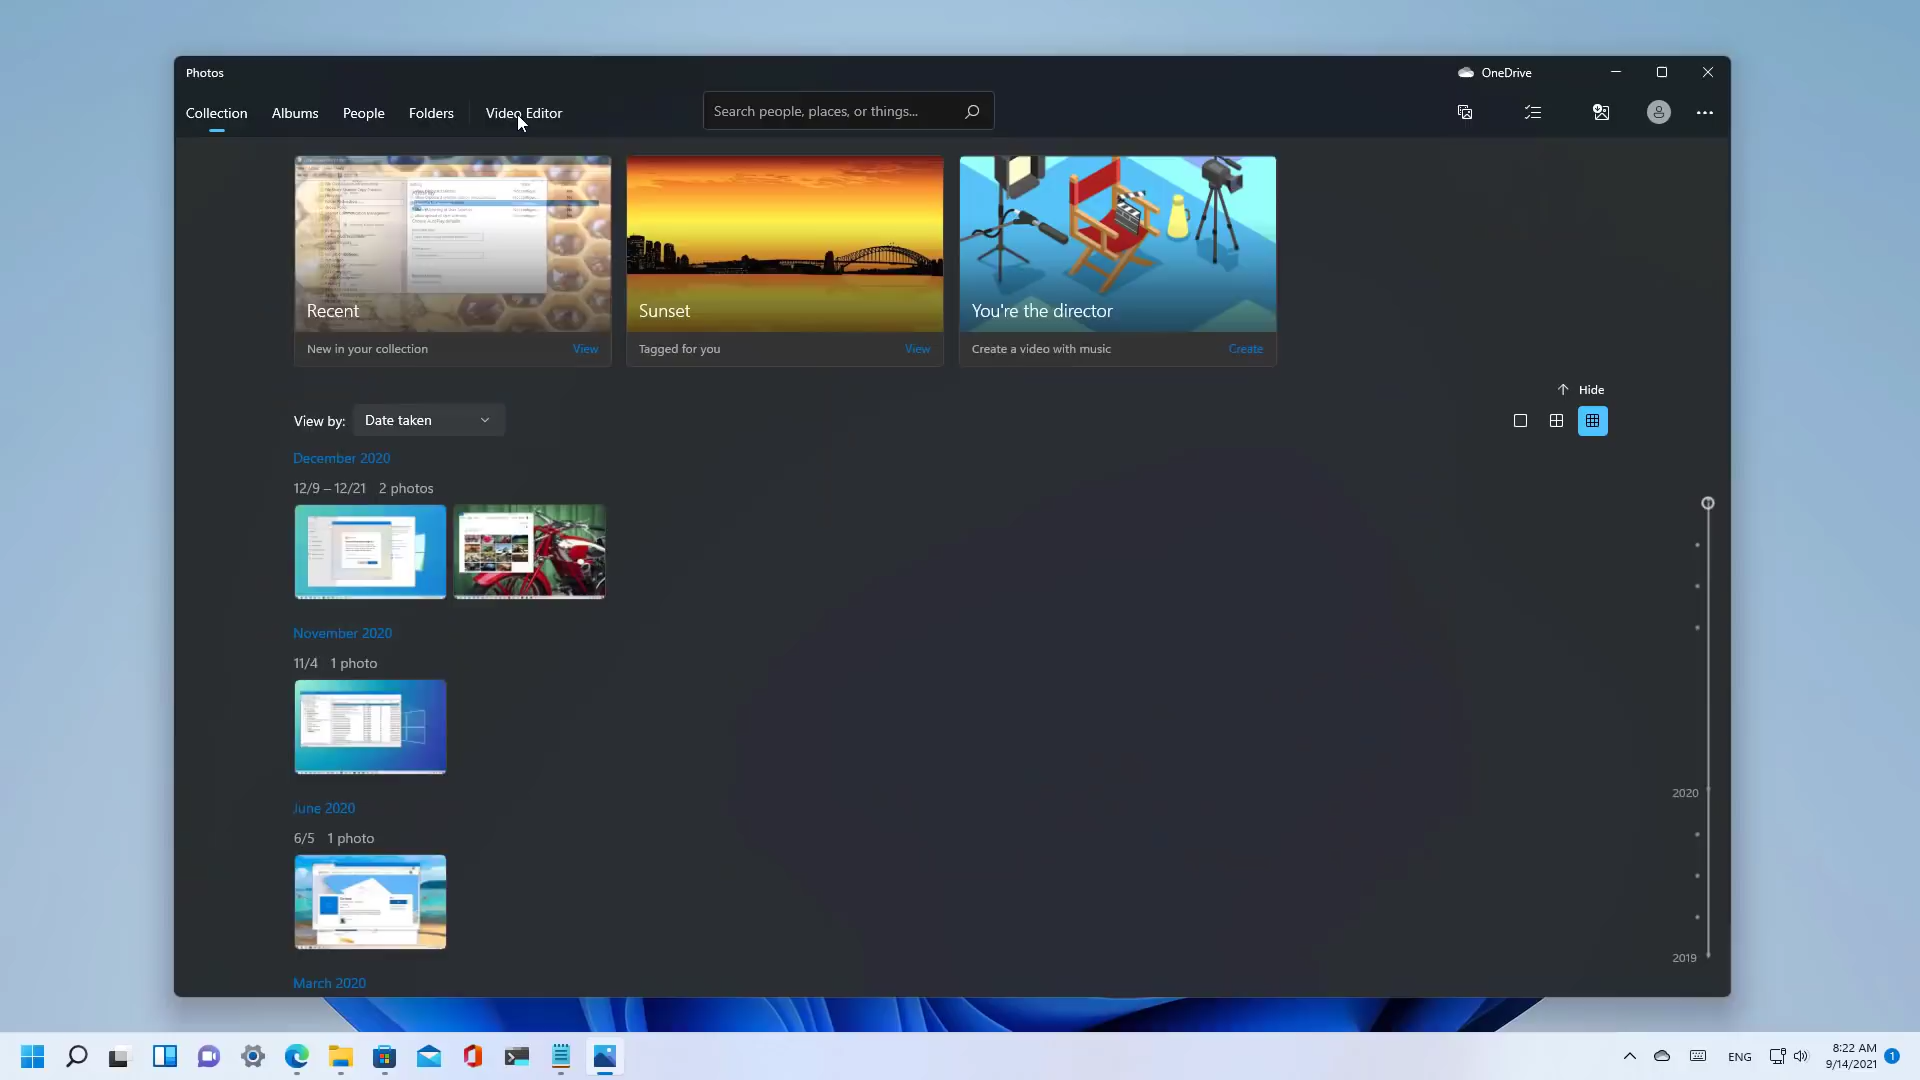 Photos
OneDrive
Collection Albums People Folders Video Editor
Search people, places, or things...
Recent
New in your collection View
Sunset
Tagged for you View
You're the director
Create a video with music Create
Hide
View by: Date taken
December 2020
12/9 – 12/21 2 photos
November 2020
11/4 1 photo
June 2020
6/5 1 photo
March 2020
2020
2019
ENG
8:22 AM
9/14/2021
1